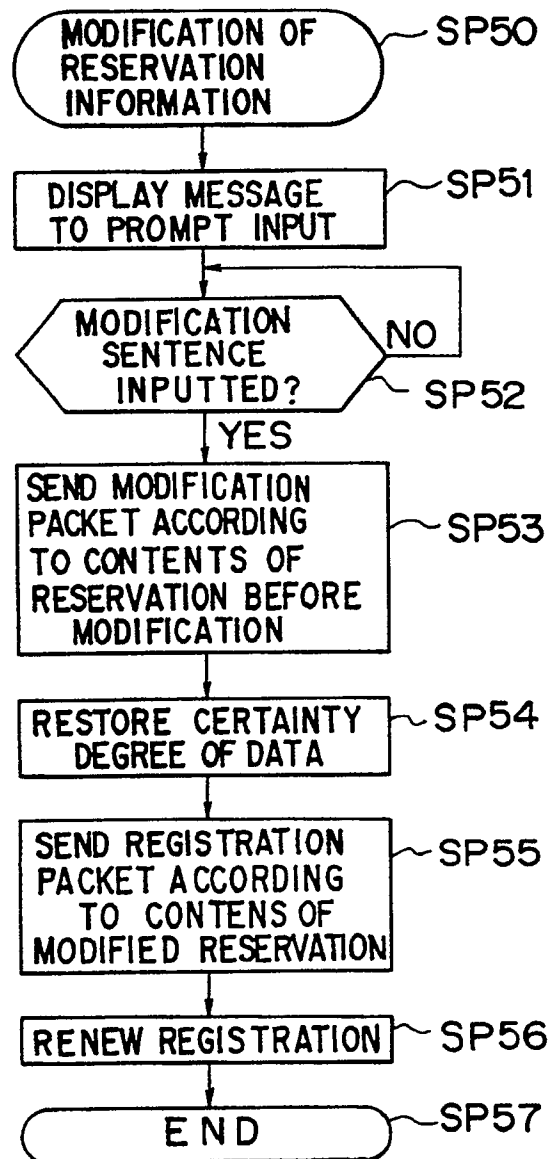 MODIFICATION OF
RESERVATION
INFORMATION
SP50
DISPLAY MESSAGE
TO PROMPT INPUT
SP51
MODIFICATION
SENTENCE
INPUTTED?
NO
SP52
YES
SEND MODIFICATION
PACKET ACCORDING
TO CONTENTS OF
RESERVATION BEFORE
MODIFICATION
SP53
RESTORE CERTAINTY
DEGREE OF DATA
SP54
SEND REGISTRATION
PACKET ACCORDING
TO CONTENS OF
MODIFIED RESERVATION
SP55
RENEW REGISTRATION
SP56
END
SP57